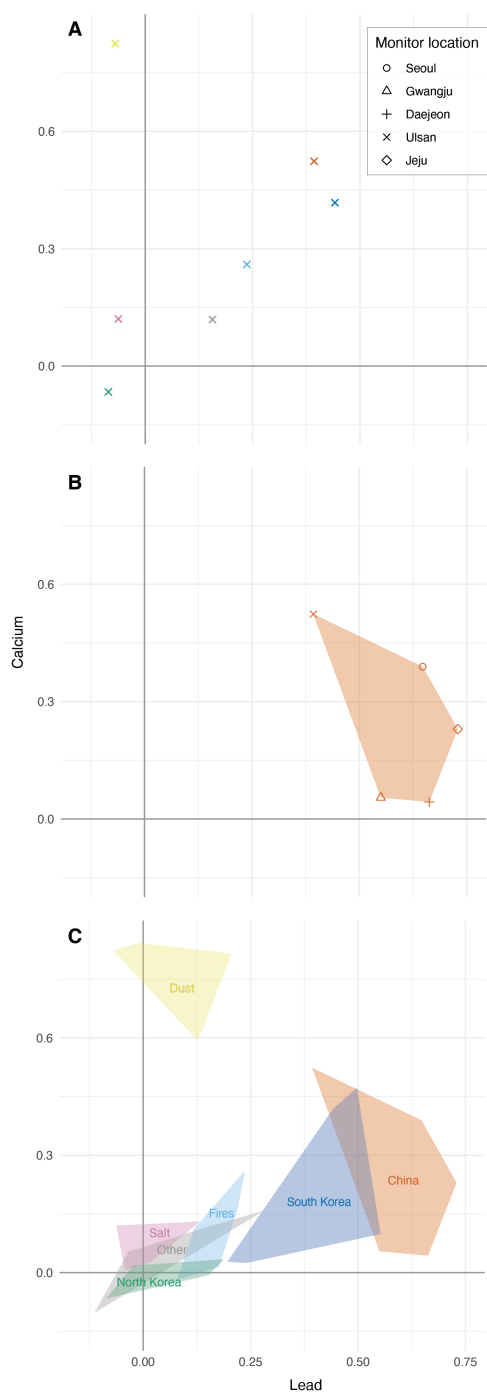 A
Monitor location
Seoul
Gwangju
Daejeon
Ulsan
Jeju
0.6
0.3
0.0
B
0.6
0.3
0.0
Calcium
C
Dust
0.6
0.3
0.0
China
South Korea
Fires
Salt
Other
North Korea
0.00 0.25 0.50 0.75
Lead